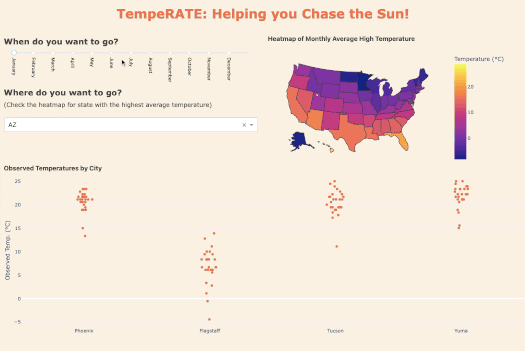 TempeRATE: Helping you Chase the Sun!
When do you want to go?
January
February
March
April
May
June
July
August
September
October
November
December
Where do you want to go?
(Check the heatmap for state with the highest average temperature)
AZ
Heatmap of Monthly Average High Temperature
Temperature (°C)
20
10
0
Observed Temperatures by City
Observed Temp. (°C)
25
20
15
10
5
0
−5
Phoenix
Flagstaff
Tucson
Yuma